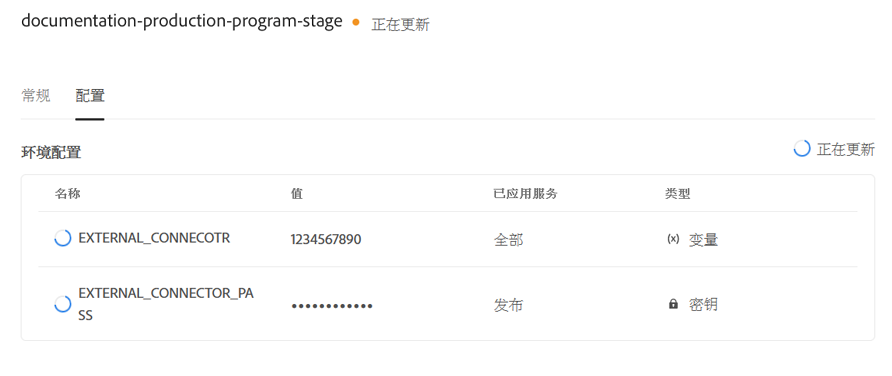 documentation-production-program-stage 正在更新
常规 配置
环境配置 正在更新
名称 值 已应用服务 类型
EXTERNAL_CONNECOTR 1234567890 全部 (x) 变量
EXTERNAL_CONNECTOR_PA
SS •••••••••••• 发布 密钥